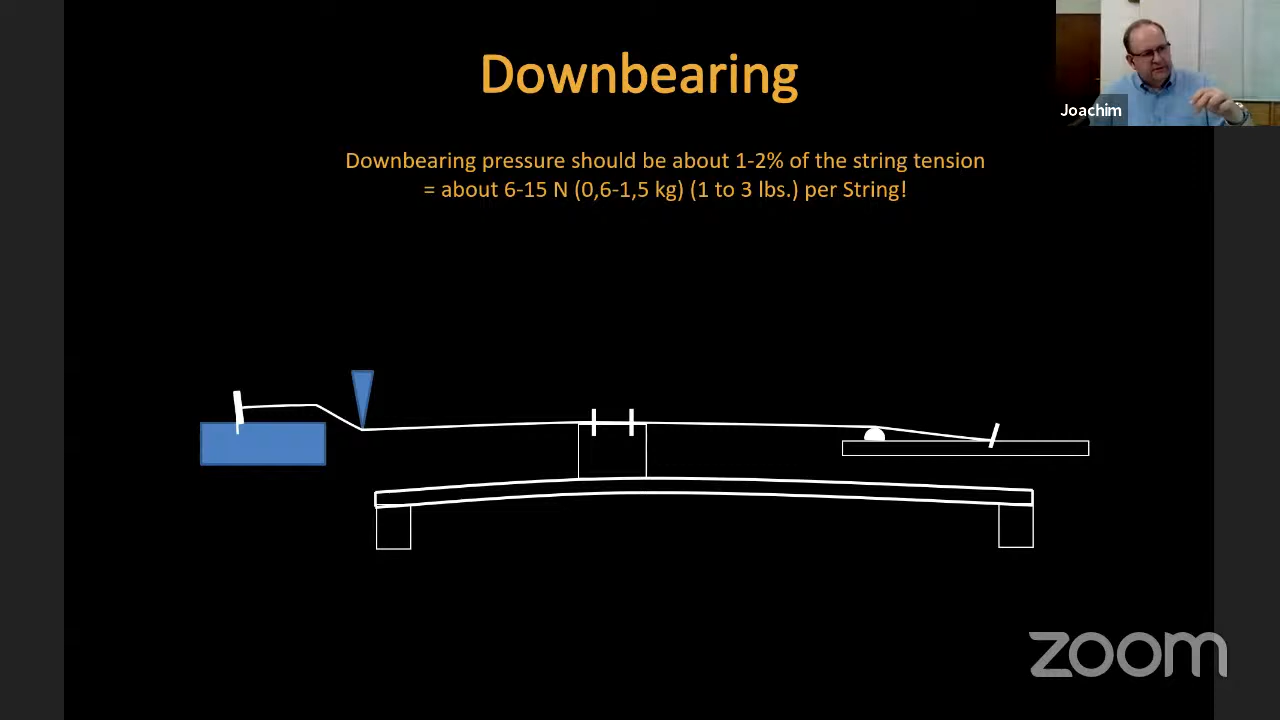 Downbearing
Joachim
Downbearing pressure should be about 1-2% of the string tension
= about 6-15 N (0,6-1,5 kg) (1 to 3 lbs.) per String!
zoom